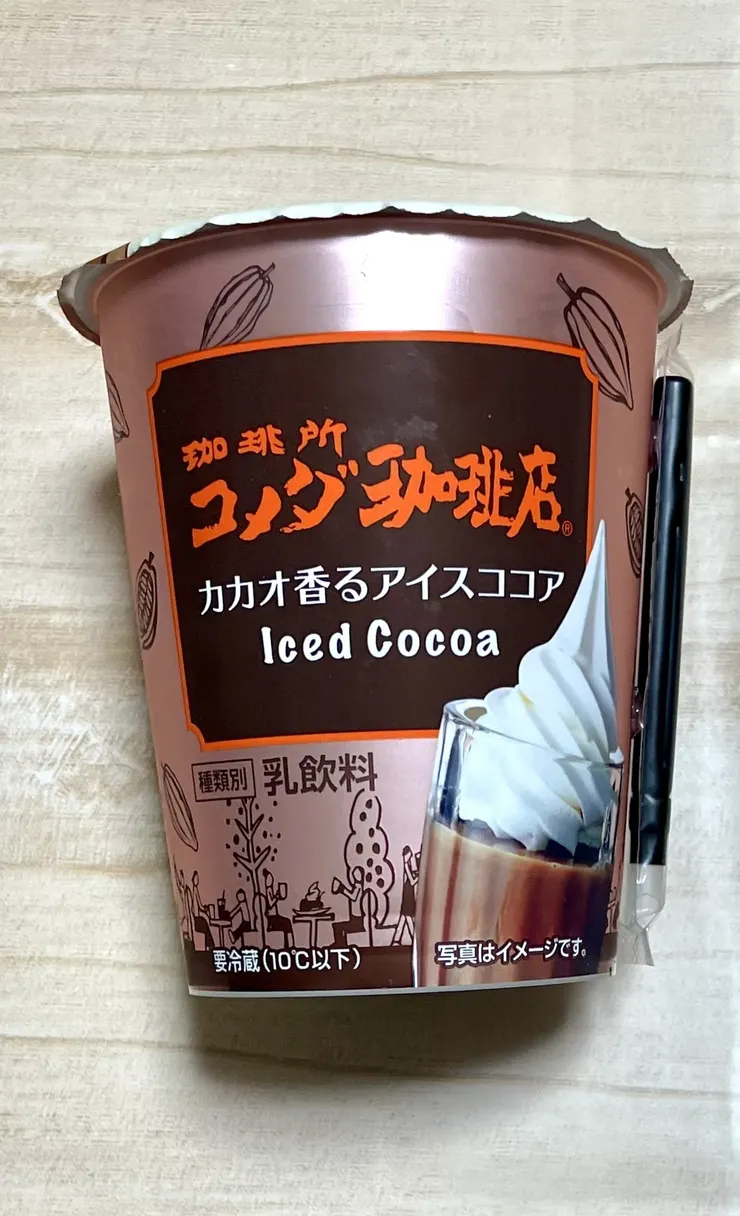 珈琲所
コメダ珈琲店®
カカオ香るアイスココア
Iced Cocoa
種類別 乳飲料
要冷蔵(10℃以下)
写真はイメージです。